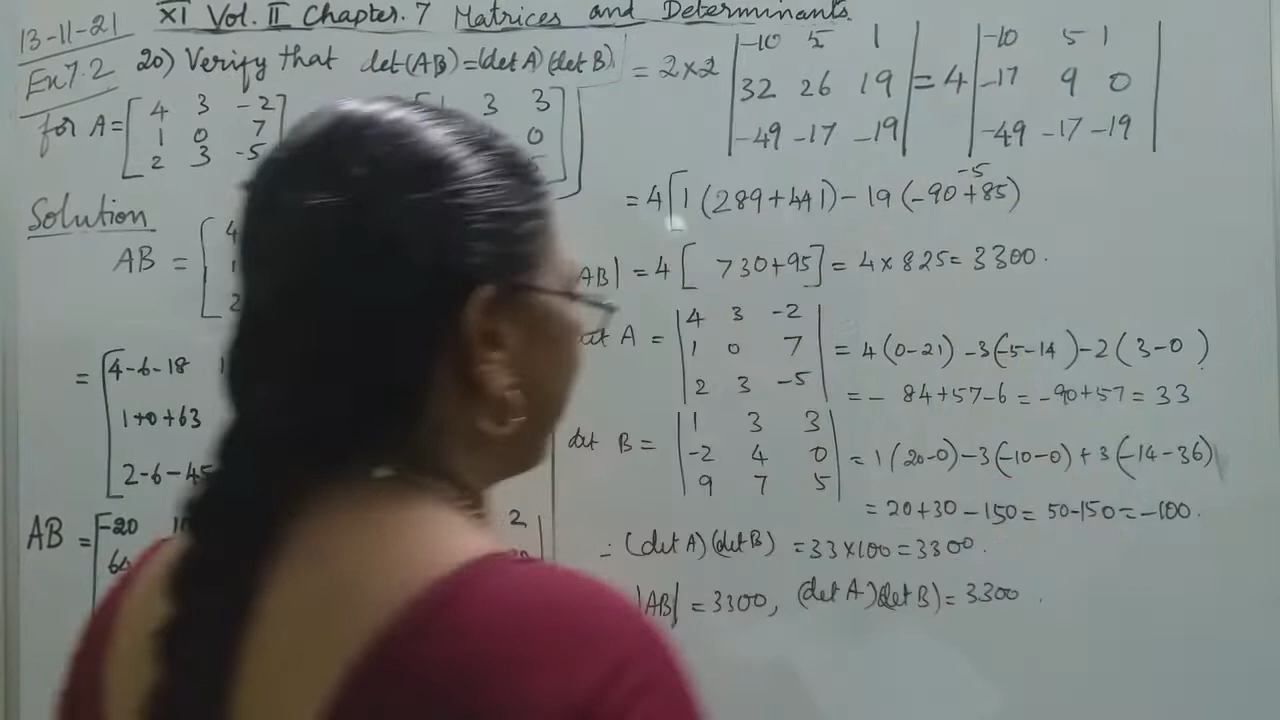 13-11-21
XI Vol. II Chapter. 7 Matrices and Determinants.
Ex 7.2
20) Verify that det(AB)=(det A)(det B)
for A= [ 4 3 -2
1 0 7
2 3 -5 ]
3 3
0
Solution
AB =
= [ 4-6-18
1+0+63
2-6-45
AB = -20
2
= 2×2 | -10 5 1
32 26 19
-49 -17 -19 | = 4 | -10 5 1
-17 9 0
-49 -17 -19 |
= 4[ 1 (289+441) - 19 (-90+85)
-5
AB| = 4 [ 730+95] = 4 x 825 = 3300.
A = | 4 3 -2
1 0 7
2 3 -5 | = 4(0-21) -3(-5-14) -2(3-0)
= - 84+57-6 = -90+57 = 33
det B = | 1 3 3
-2 4 0
9 7 5 | = 1(20-0)-3(-10-0)+3(-14-36)
= 20+30-150 = 50-150 = -100.
(det A)(det B) = 33×100 = 3300.
|AB| = 3300, (det A)(det B) = 3300.